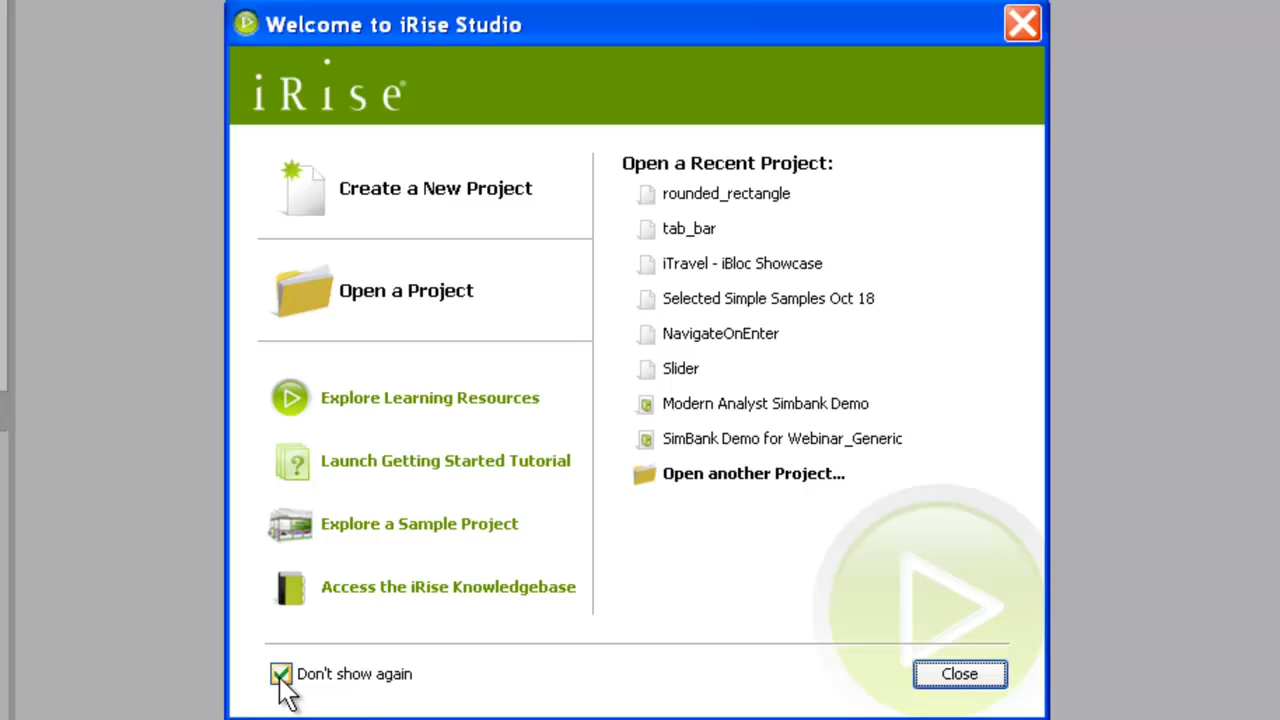 Welcome to iRise Studio
iRise®
Create a New Project
Open a Project
Explore Learning Resources
Launch Getting Started Tutorial
Explore a Sample Project
Access the iRise Knowledgebase
Open a Recent Project:
rounded_rectangle
tab_bar
iTravel - iBloc Showcase
Selected Simple Samples Oct 18
NavigateOnEnter
Slider
Modern Analyst Simbank Demo
SimBank Demo for Webinar_Generic
Open another Project...
Don't show again
Close